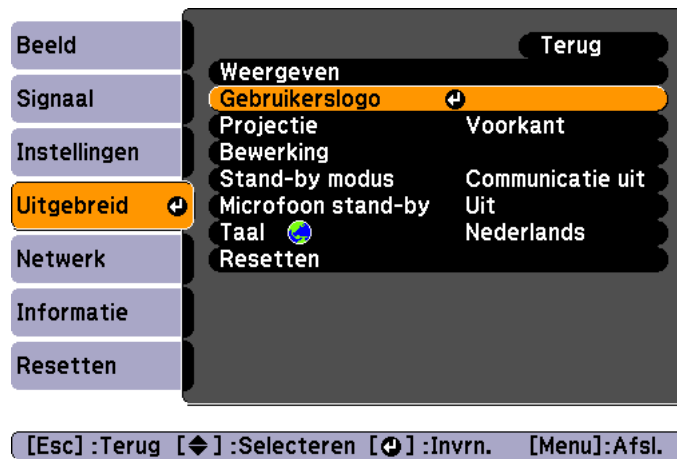 Beeld
Signaal
Instellingen
Uitgebreid
Netwerk
Informatie
Resetten
Terug
Weergeven
Gebruikerslogo
Projectie Voorkant
Bewerking
Stand-by modus Communicatie uit
Microfoon stand-by Uit
Taal Nederlands
Resetten
[Esc] :Terug [◆] :Selecteren [⏎] :Invrn. [Menu]:Afsl.